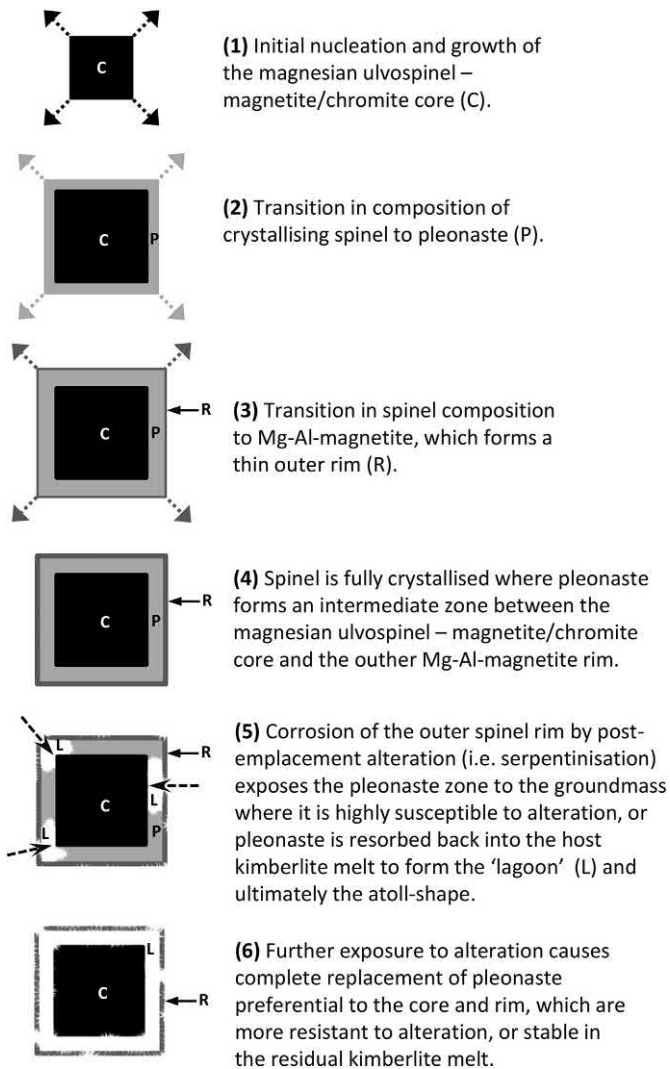 C
(1) Initial nucleation and growth of
the magnesian ulvospinel –
magnetite/chromite core (C).
C
P
(2) Transition in composition of
crystallising spinel to pleonaste (P).
C
P
R
(3) Transition in spinel composition
to Mg-Al-magnetite, which forms a
thin outer rim (R).
C
P
R
(4) Spinel is fully crystallised where pleonaste
forms an intermediate zone between the
magnesian ulvospinel – magnetite/chromite
core and the outher Mg-Al-magnetite rim.
L
R
C
L
L
P
(5) Corrosion of the outer spinel rim by post-
emplacement alteration (i.e. serpentinisation)
exposes the pleonaste zone to the groundmass
where it is highly susceptible to alteration, or
pleonaste is resorbed back into the host
kimberlite melt to form the ‘lagoon’ (L) and
ultimately the atoll-shape.
L
C
R
(6) Further exposure to alteration causes
complete replacement of pleonaste
preferential to the core and rim, which are
more resistant to alteration, or stable in
the residual kimberlite melt.